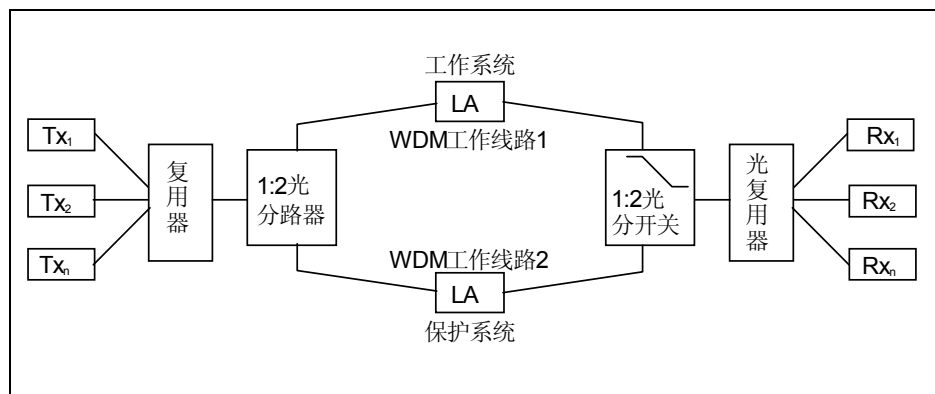 工作系统
LA
WDM工作线路1
Tx₁
Tx₂
Txₙ
复用器
1:2光
分路器
1:2光
分开关
光复用器
Rx₁
Rx₂
Rxₙ
WDM工作线路2
LA
保护系统